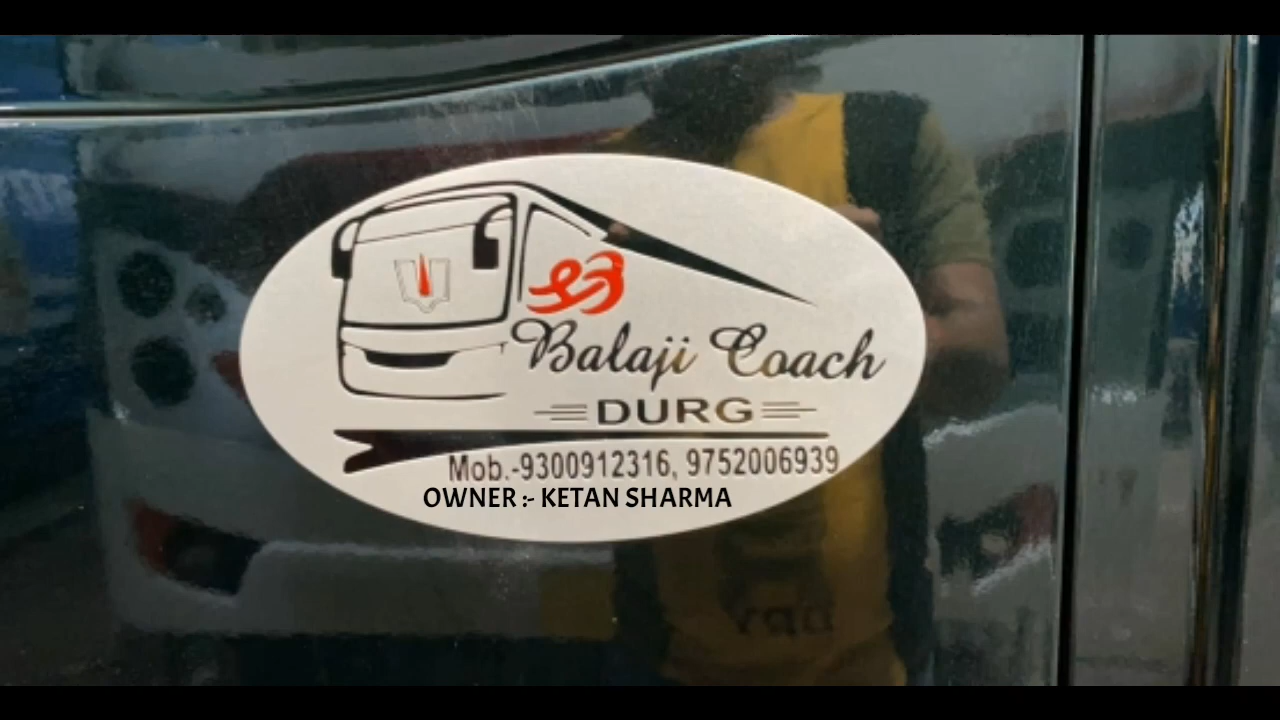 श्री
Balaji Coach
DURG
Mob.-9300912316, 9752006939
OWNER :- KETAN SHARMA